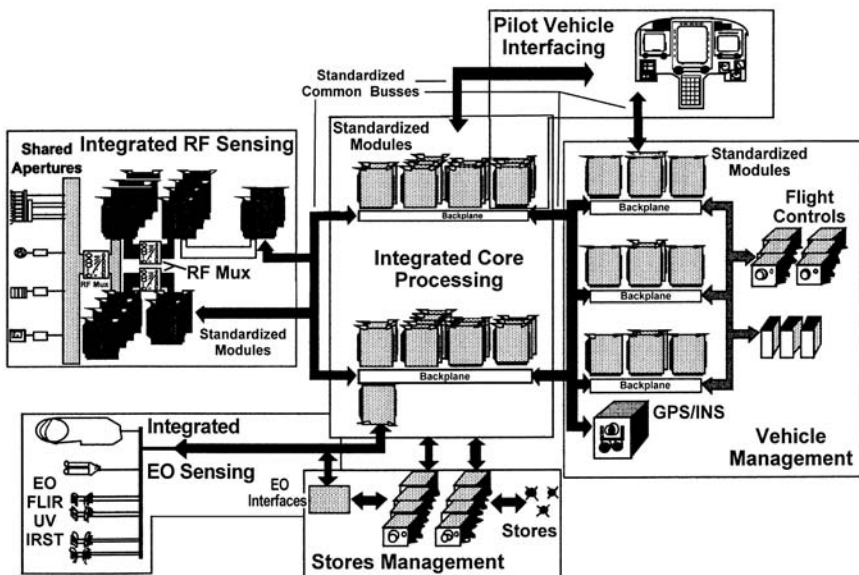 Pilot Vehicle
Interfacing
Standardized
Common Busses
Integrated RF Sensing
Shared
Apertures
RF Mux
RF Mux
Standardized
Modules
Standardized
Modules
Backplane
Integrated Core
Processing
Backplane
Standardized
Modules
Backplane
Flight
Controls
Backplane
Backplane
GPS/INS
Vehicle
Management
Integrated
EO Sensing
EO
FLIR
UV
IRST
EO
Interfaces
Stores
Stores Management